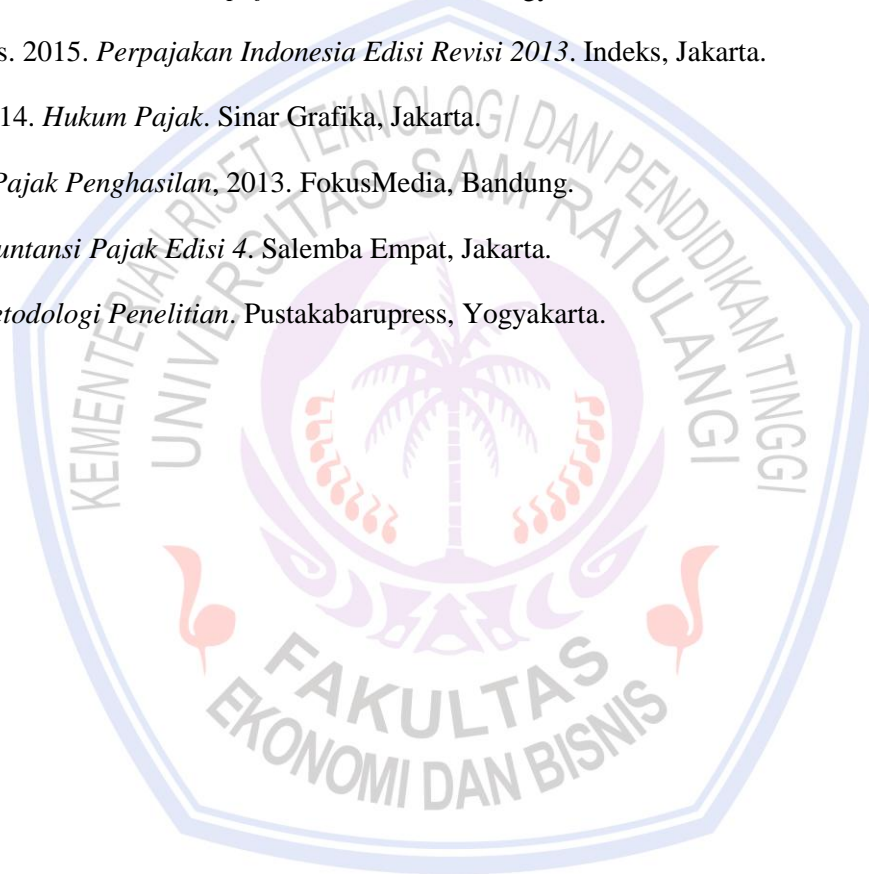 s. 2015. Perpajakan Indonesia Edisi Revisi 2013. Indeks, Jakarta.
14. Hukum Pajak. Sinar Grafika, Jakarta.
Pajak Penghasilan, 2013. FokusMedia, Bandung.
untansi Pajak Edisi 4. Salemba Empat, Jakarta.
etodologi Penelitian. Pustakabarupress, Yogyakarta.
KEMENTERIAN RISET TEKNOLOGI DAN PENDIDIKAN TINGGI
UNIVERSITAS SAM RATULANGI
FAKULTAS
EKONOMI DAN BISNIS